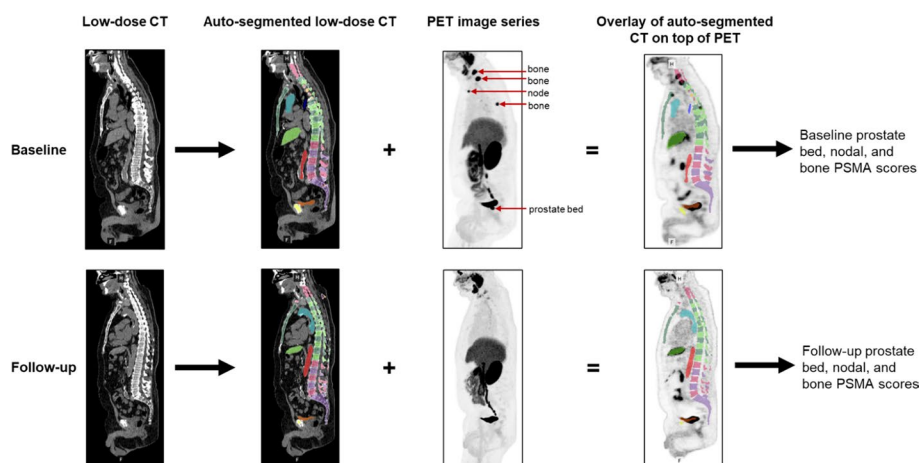 Low-dose CT
Auto-segmented low-dose CT
PET image series
Overlay of auto-segmented
CT on top of PET
Baseline
H
F
+
bone
bone
node
bone
prostate bed
=
H
F
Baseline prostate
bed, nodal, and
bone PSMA scores
Follow-up
H
F
+
=
H
F
Follow-up prostate
bed, nodal, and
bone PSMA scores